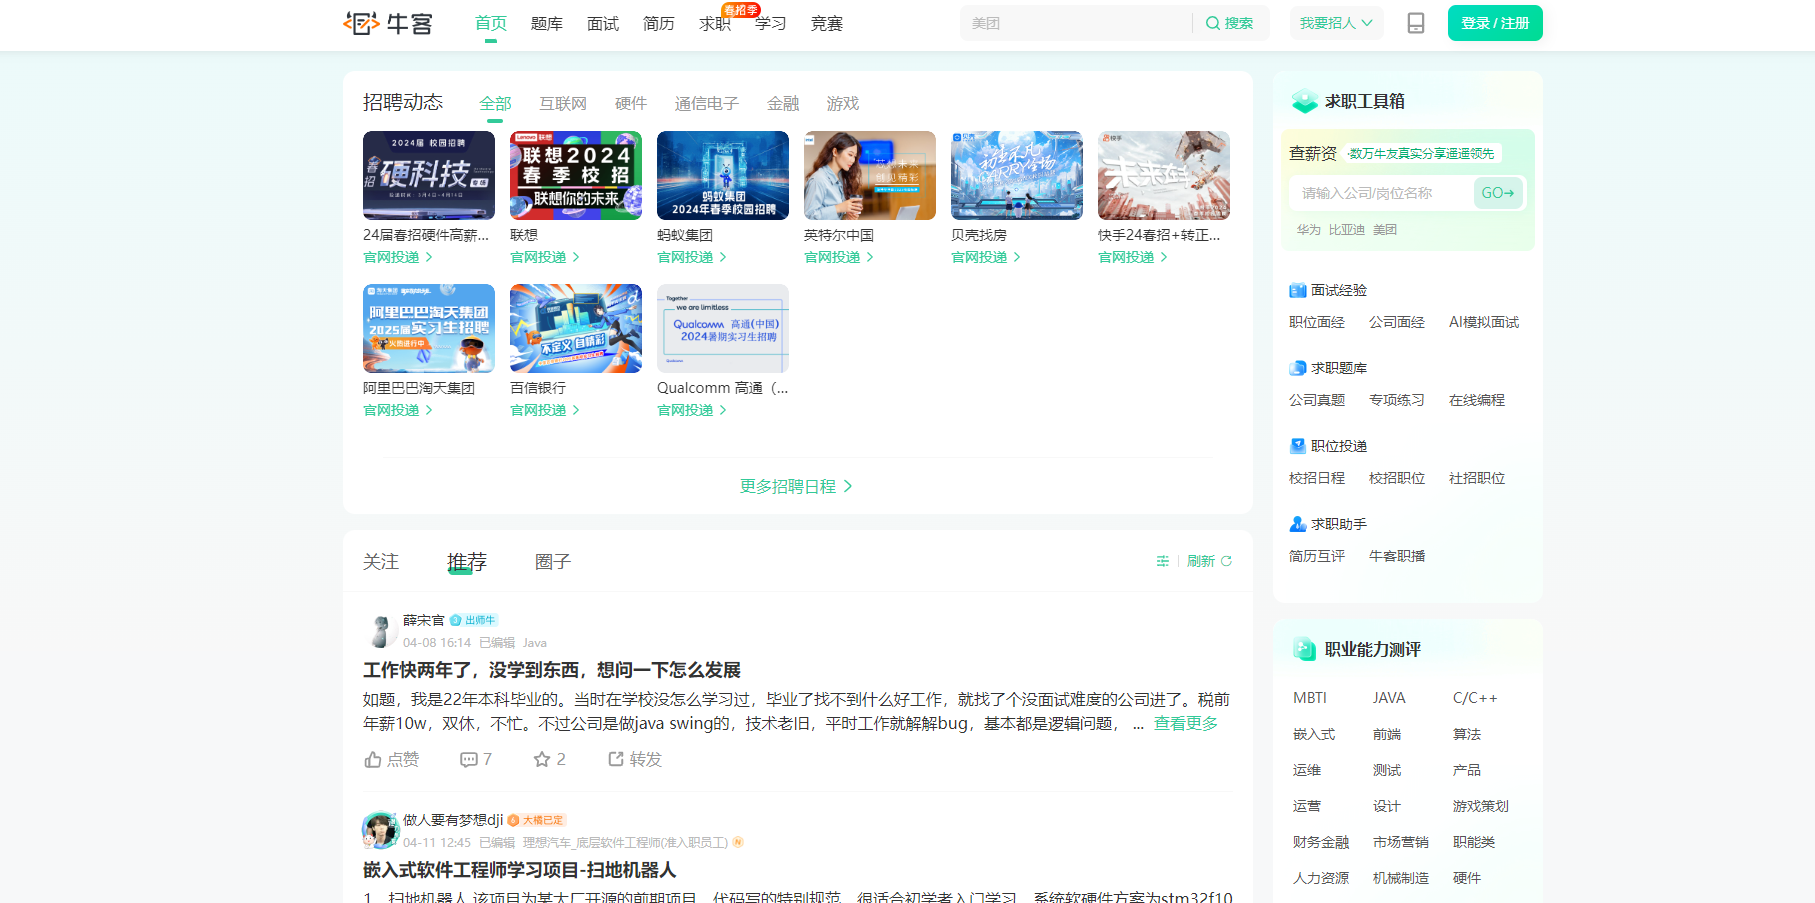 牛客
首页
题库
面试
简历
求职
春招季
学习
竞赛
美团
搜索
我要招人
登录 / 注册
招聘动态
全部
互联网
硬件
通信电子
金融
游戏
2024届 校园招聘
春招
硬科技
专场
Lenovo 联想
联想2024
春季校招
联想你的未来
蚂蚁集团
2024年春季校园招聘
贝壳
快手
24届春招硬件高薪...
联想
蚂蚁集团
英特尔中国
贝壳找房
快手24春招+转正...
官网投递
官网投递
官网投递
官网投递
官网投递
官网投递
阿里巴巴淘天集团
2025届实习生招聘
火热进行中
不定义 自精彩
Together
we are limitless
Qualcomm 高通(中国)
2024暑期实习生招聘
阿里巴巴淘天集团
百信银行
Qualcomm 高通（...
官网投递
官网投递
官网投递
更多招聘日程
关注
推荐
圈子
刷新
薛宋官
出师牛
04-08 16:14 已编辑 Java
工作快两年了，没学到东西，想问一下怎么发展
如题，我是22年本科毕业的。当时在学校没怎么学习过，毕业了找不到什么好工作，就找了个没面试难度的公司进了。税前
年薪10w，双休，不忙。不过公司是做java swing的，技术老旧，平时工作就解解bug，基本都是逻辑问题， ... 查看更多
点赞
7
2
转发
做人要有梦想dji
6 大橘已定
04-11 12:45 已编辑 理想汽车_底层软件工程师(准入职员工)
嵌入式软件工程师学习项目-扫地机器人
1、扫地机器人 该项目为某大厂开源的前期项目，代码写的特别规范，很适合初学者入门学习，系统软硬件方案为stm32f10
求职工具箱
查薪资
·数万牛友真实分享遥遥领先
请输入公司/岗位名称
GO→
华为 比亚迪 美团
面试经验
职位面经
公司面经
AI模拟面试
求职题库
公司真题
专项练习
在线编程
职位投递
校招日程
校招职位
社招职位
求职助手
简历互评
牛客职播
职业能力测评
MBTI
JAVA
C/C++
嵌入式
前端
算法
运维
测试
产品
运营
设计
游戏策划
财务金融
市场营销
职能类
人力资源
机械制造
硬件